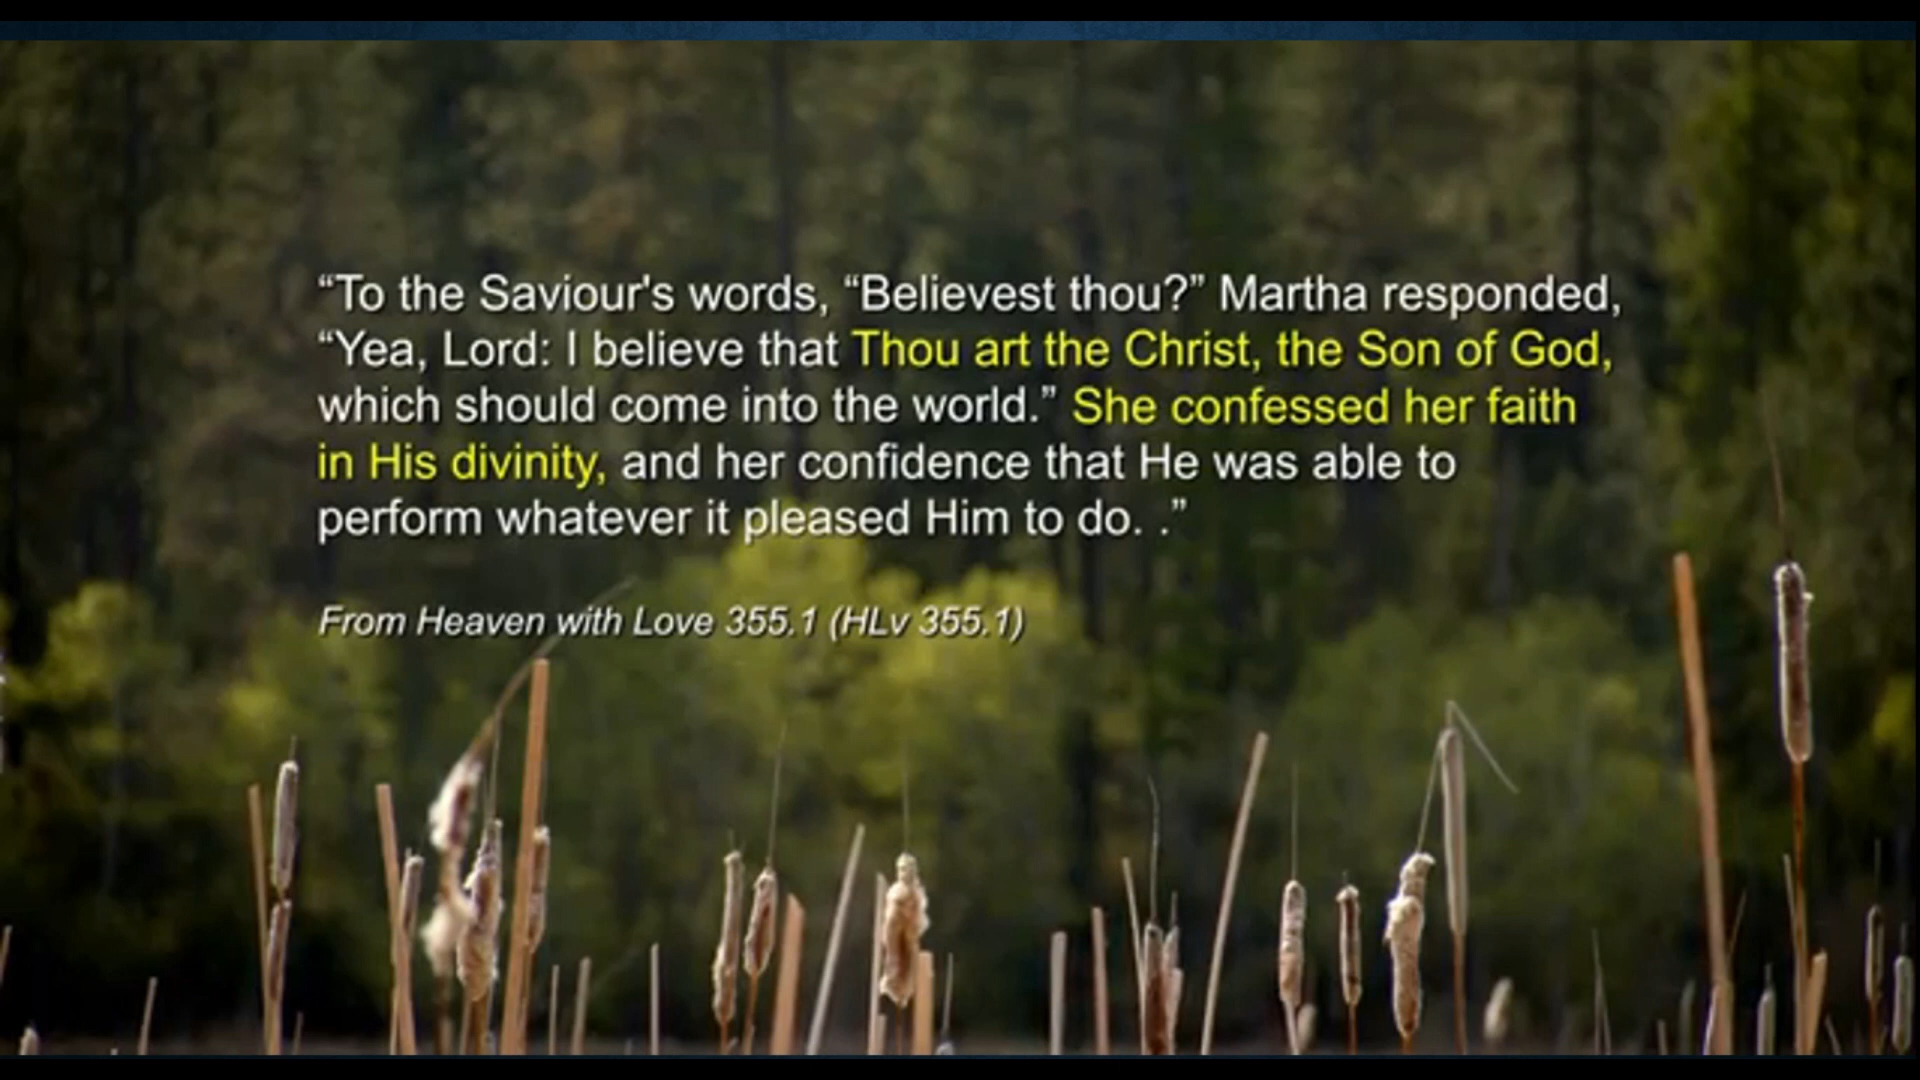 “To the Saviour's words, “Believest thou?” Martha responded,
“Yea, Lord: I believe that Thou art the Christ, the Son of God,
which should come into the world.” She confessed her faith
in His divinity, and her confidence that He was able to
perform whatever it pleased Him to do. .”
From Heaven with Love 355.1 (HLv 355.1)